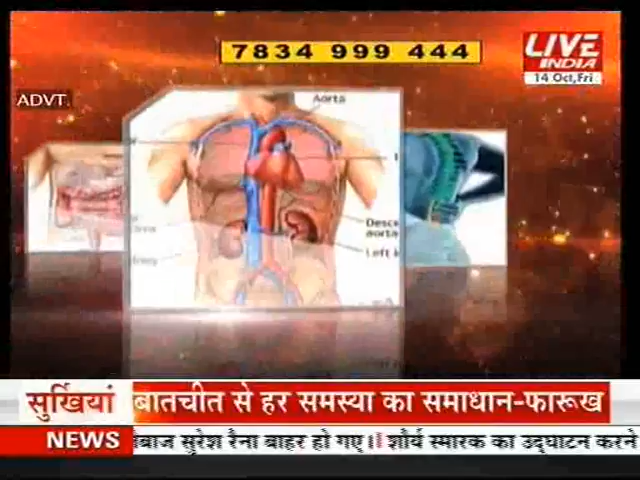 7834 999 444
LIVE
INDIA
14 Oct,Fri
ADVT.
Aorta
Desce
aorta
Left k
सुर्खियां
बातचीत से हर समस्या का समाधान-फारूख
NEWS
सुरेश रैना बाहर हो गए।। शौर्य स्मारक का उद्घाटन करने